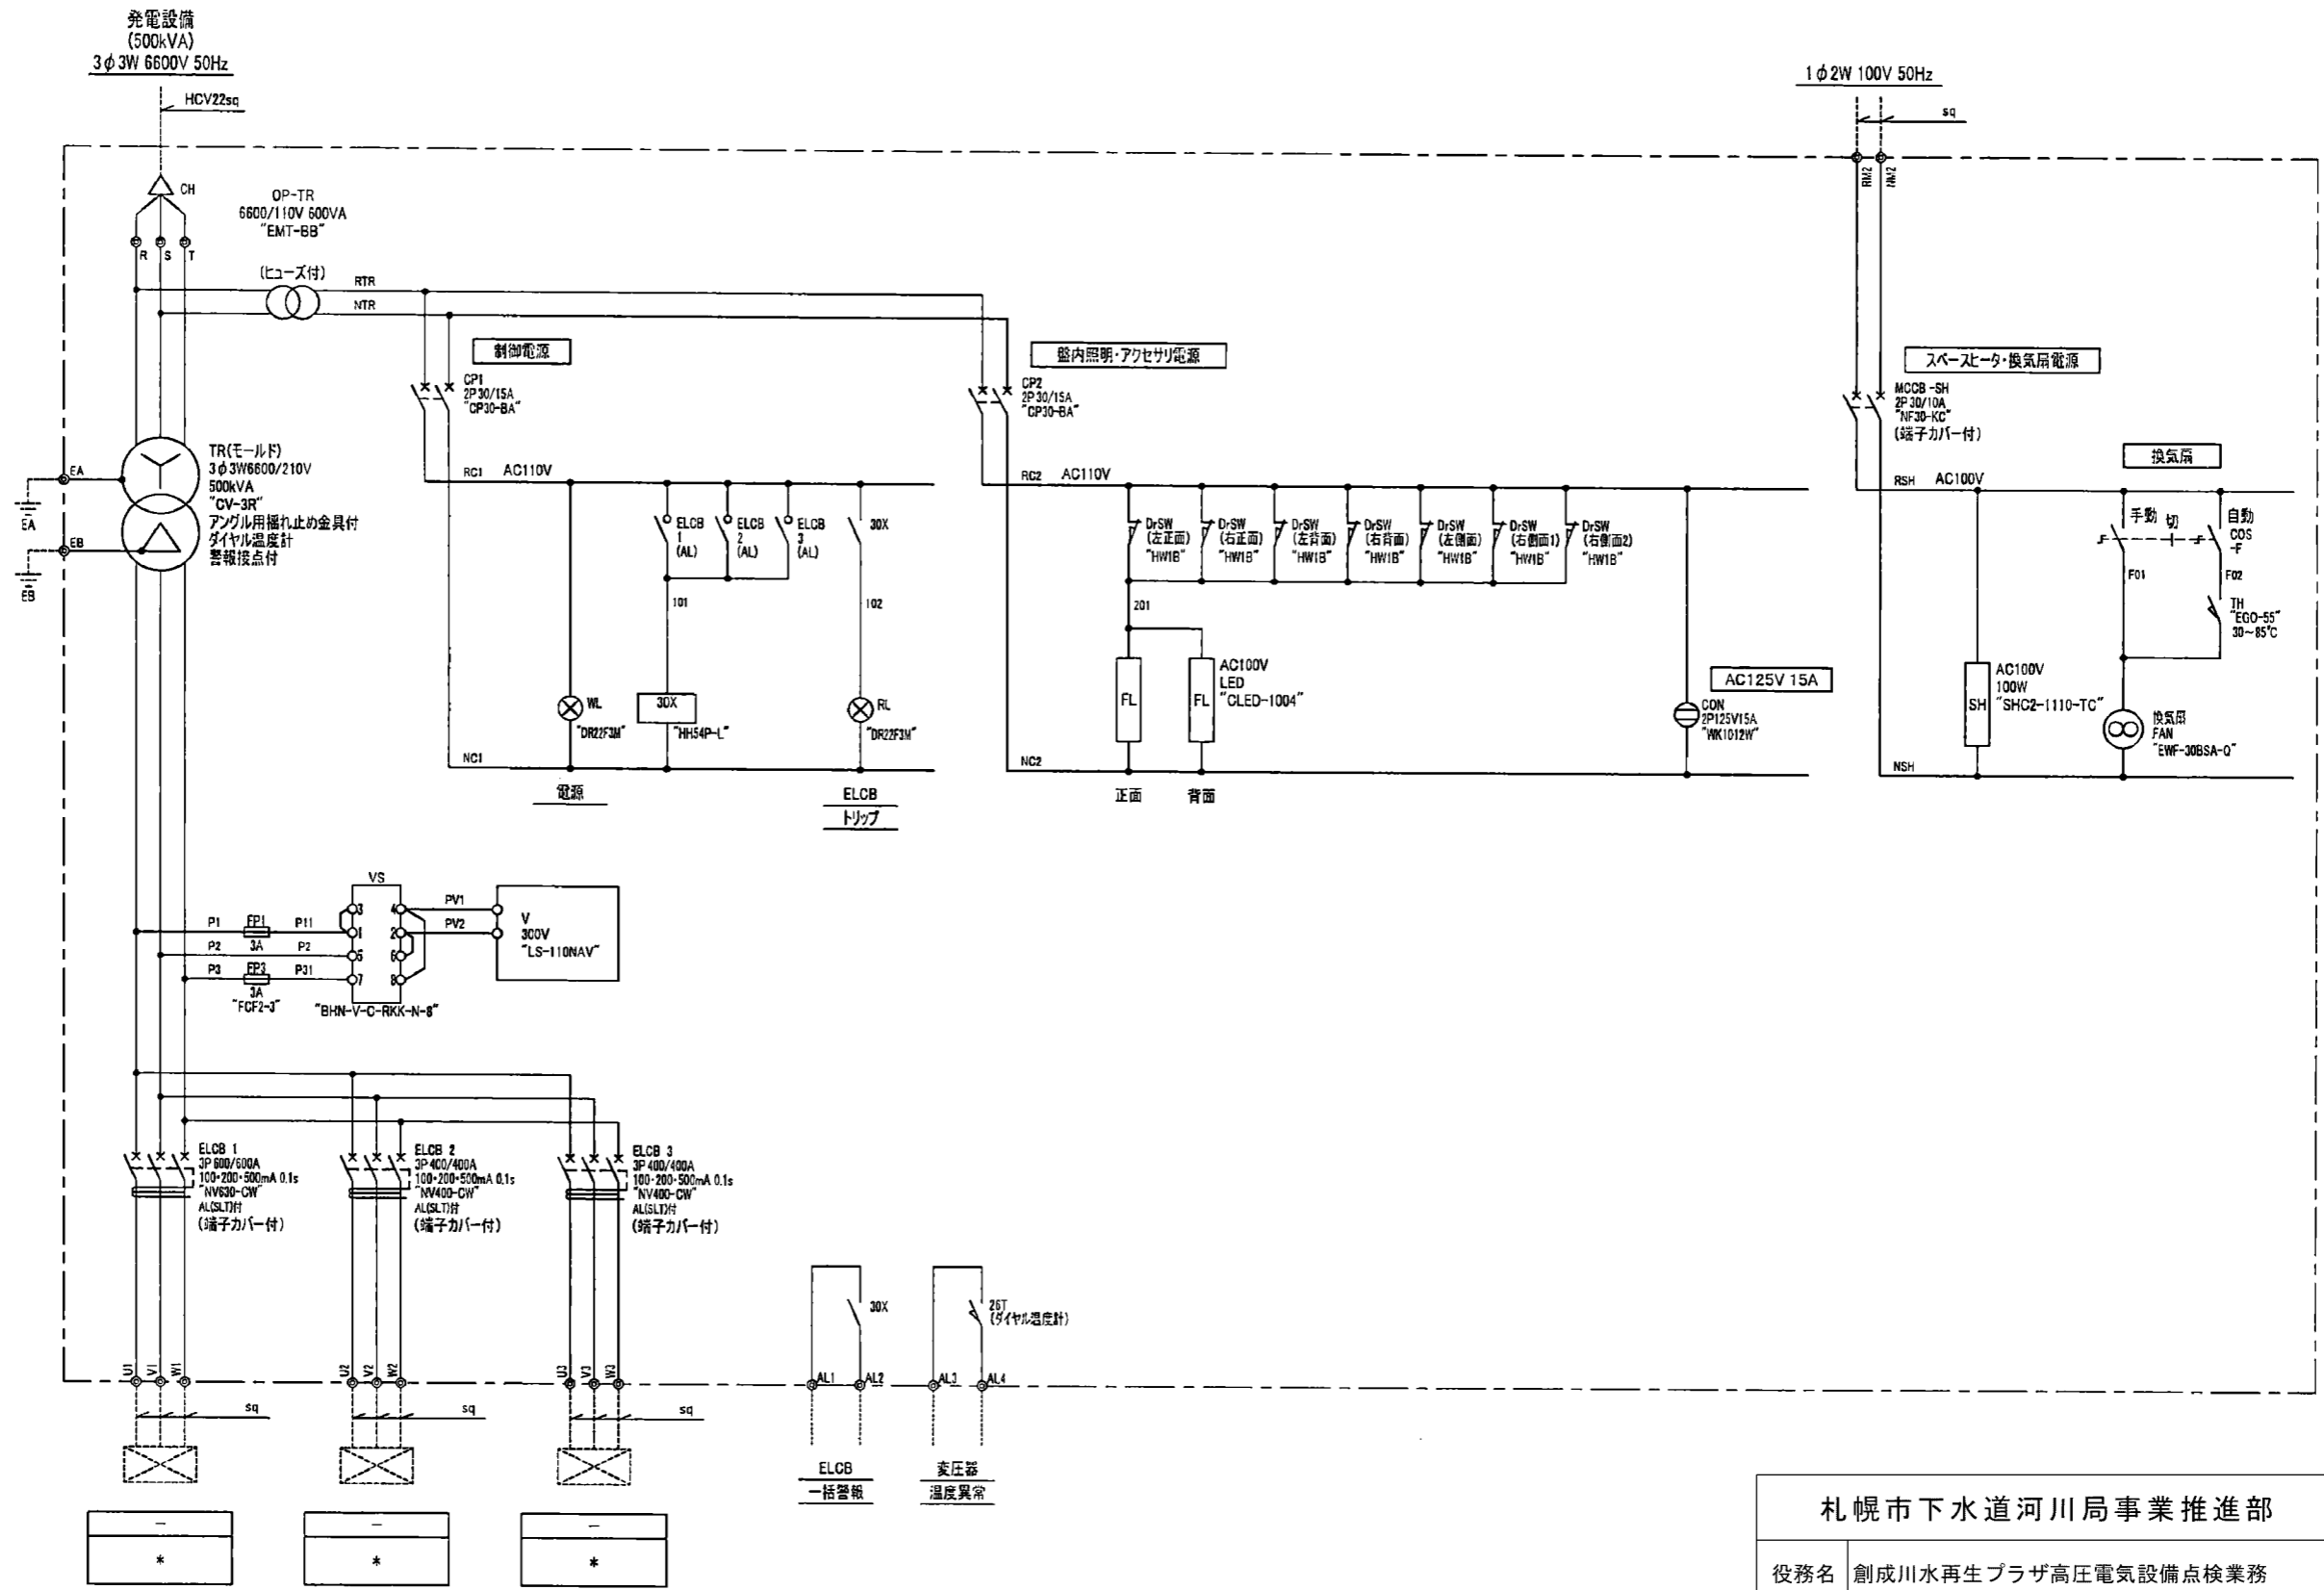 発電設備
(500kVA)
3φ3W 6600V 50Hz
HCV22sq
1φ2W 100V 50Hz
sq
RM2
NM2
CH
R
S
T
OP-TR
6600/110V 600VA
"EMT-BB"
(ヒューズ付)
RTR
NTR
制御電源
CP1
2P30/15A
"CP30-BA"
盤内照明・アクセサリ電源
CP2
2P30/15A
"CP30-BA"
スペースヒータ・換気扇電源
MCCB-SH
2P30/10A
"NF30-KC"
(端子カバー付)
換気扇
EA
EA
EB
EB
TR(モールド)
3φ3W6600/210V
500kVA
"CV-3R"
アングル用揺れ止め金具付
ダイヤル温度計
警報接点付
RC1 AC110V
ELCB
1
(AL)
ELCB
2
(AL)
ELCB
3
(AL)
30X
101
102
WL
"DR22F3M"
30X
"HH54P-L"
RL
"DR22F3M"
NC1
電源
ELCB
トリップ
RC2 AC110V
DrSW
(左正面)
"HW1B"
DrSW
(右正面)
"HW1B"
DrSW
(左背面)
"HW1B"
DrSW
(右背面)
"HW1B"
DrSW
(左側面)
"HW1B"
DrSW
(右側面1)
"HW1B"
DrSW
(右側面2)
"HW1B"
201
FL
FL
AC100V
LED
"CLED-1004"
AC125V 15A
CON
2P125V15A
"WK1012W"
NC2
正面
背面
RSH AC100V
手動
切
自動
COS
-F
F01
F02
TH
"EGO-55"
30~85℃
SH
AC100V
100W
"SHC2-1110-TC"
換気扇
FAN
"EWF-30BSA-Q"
NSH
VS
P1
FP1
3A
P11
P2
P2
P3
FP3
3A
"FCF2-3"
P31
3
1
5
7
4
2
6
8
"BHN-V-C-RKK-N-8"
PV1
PV2
V
300V
"LS-110NAV"
ELCB 1
3P600/600A
100・200・500mA 0.1s
"NV630-CW"
AL(SLT)付
(端子カバー付)
ELCB 2
3P400/400A
100・200・500mA 0.1s
"NV400-CW"
AL(SLT)付
(端子カバー付)
ELCB 3
3P400/400A
100・200・500mA 0.1s
"NV400-CW"
AL(SLT)付
(端子カバー付)
30X
26T
(ダイヤル温度計)
U1
V1
W1
U2
V2
W2
U3
V3
W3
AL1
AL2
AL3
AL4
sq
sq
sq
ELCB
一括警報
変圧器
温度異常
－
*
－
*
－
*
札幌市下水道河川局事業推進部
役務名 創成川水再生プラザ高圧電気設備点検業務